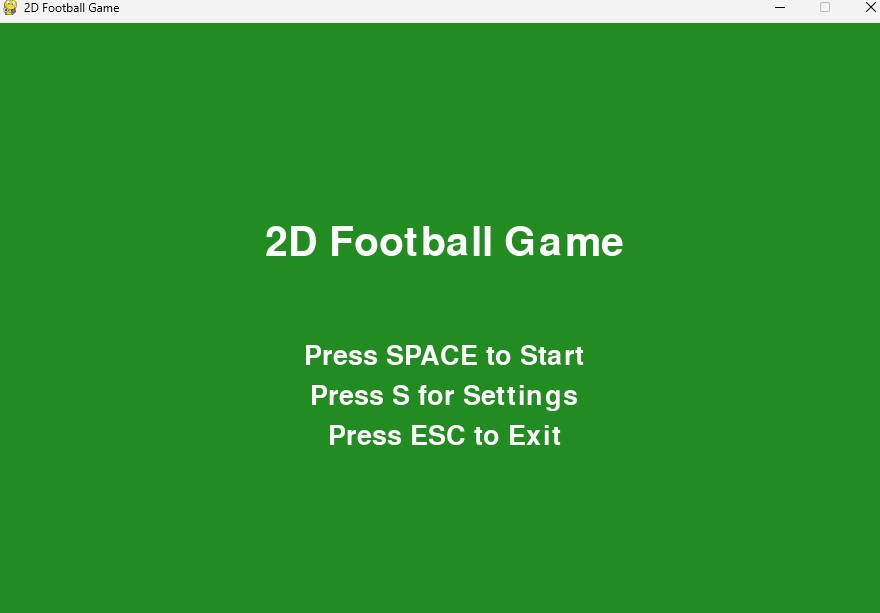 2D Football Game
2D Football Game
Press SPACE to Start
Press S for Settings
Press ESC to Exit